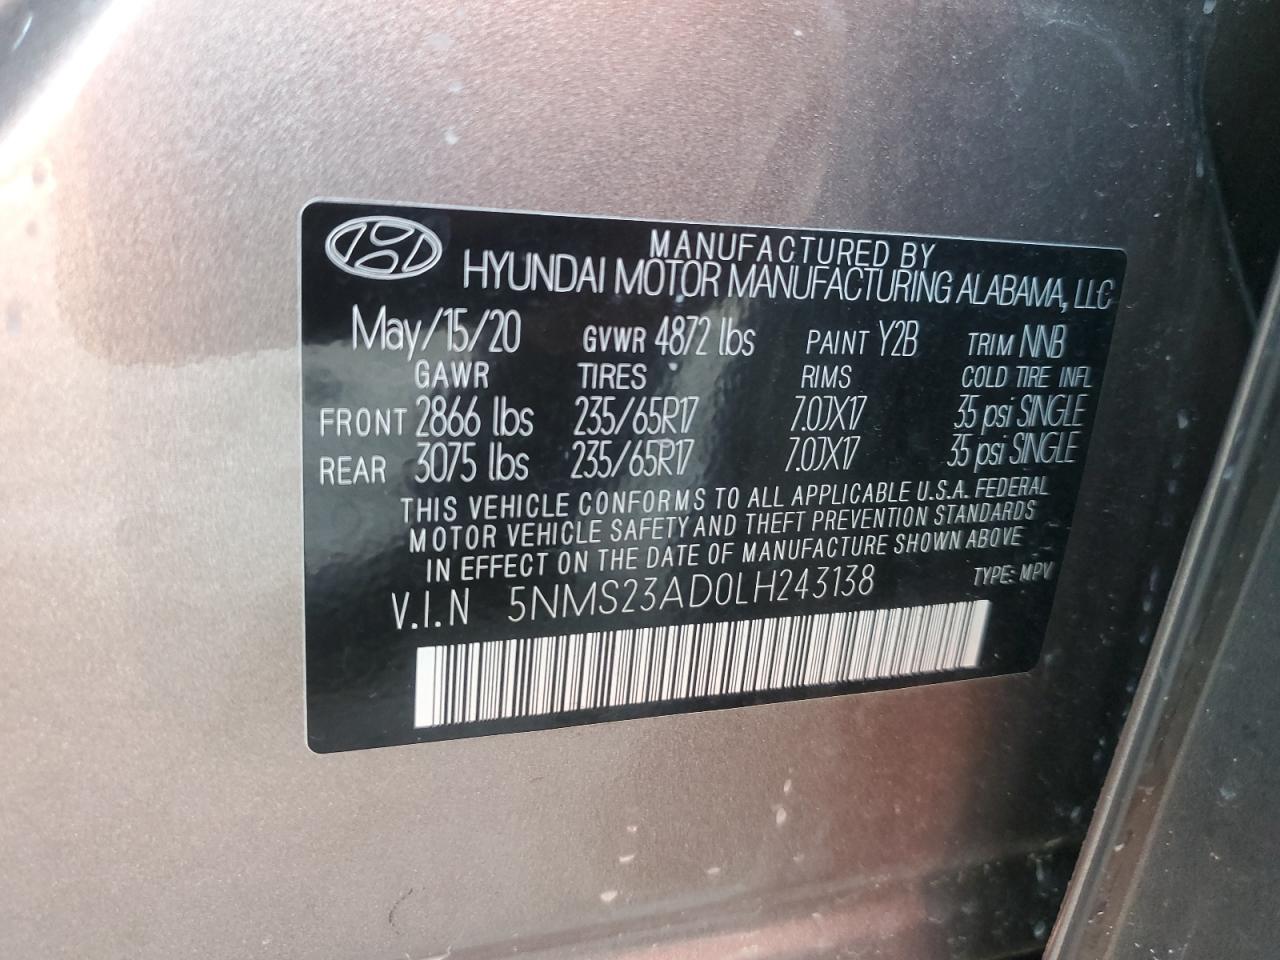 MANUFACTURED BY
HYUNDAI MOTOR MANUFACTURING ALABAMA, LLC
May/15/20 GVWR 4872 lbs PAINT Y2B TRIM NNB
GAWR TIRES RIMS COLD TIRE INFL
FRONT 2866 lbs 235/65R17 7.0JX17 35 psi SINGLE
REAR 3075 lbs 235/65R17 7.0JX17 35 psi SINGLE
THIS VEHICLE CONFORMS TO ALL APPLICABLE U.S.A. FEDERAL
MOTOR VEHICLE SAFETY AND THEFT PREVENTION STANDARDS
IN EFFECT ON THE DATE OF MANUFACTURE SHOWN ABOVE
V.I.N 5NMS23AD0LH243138 TYPE: MPV